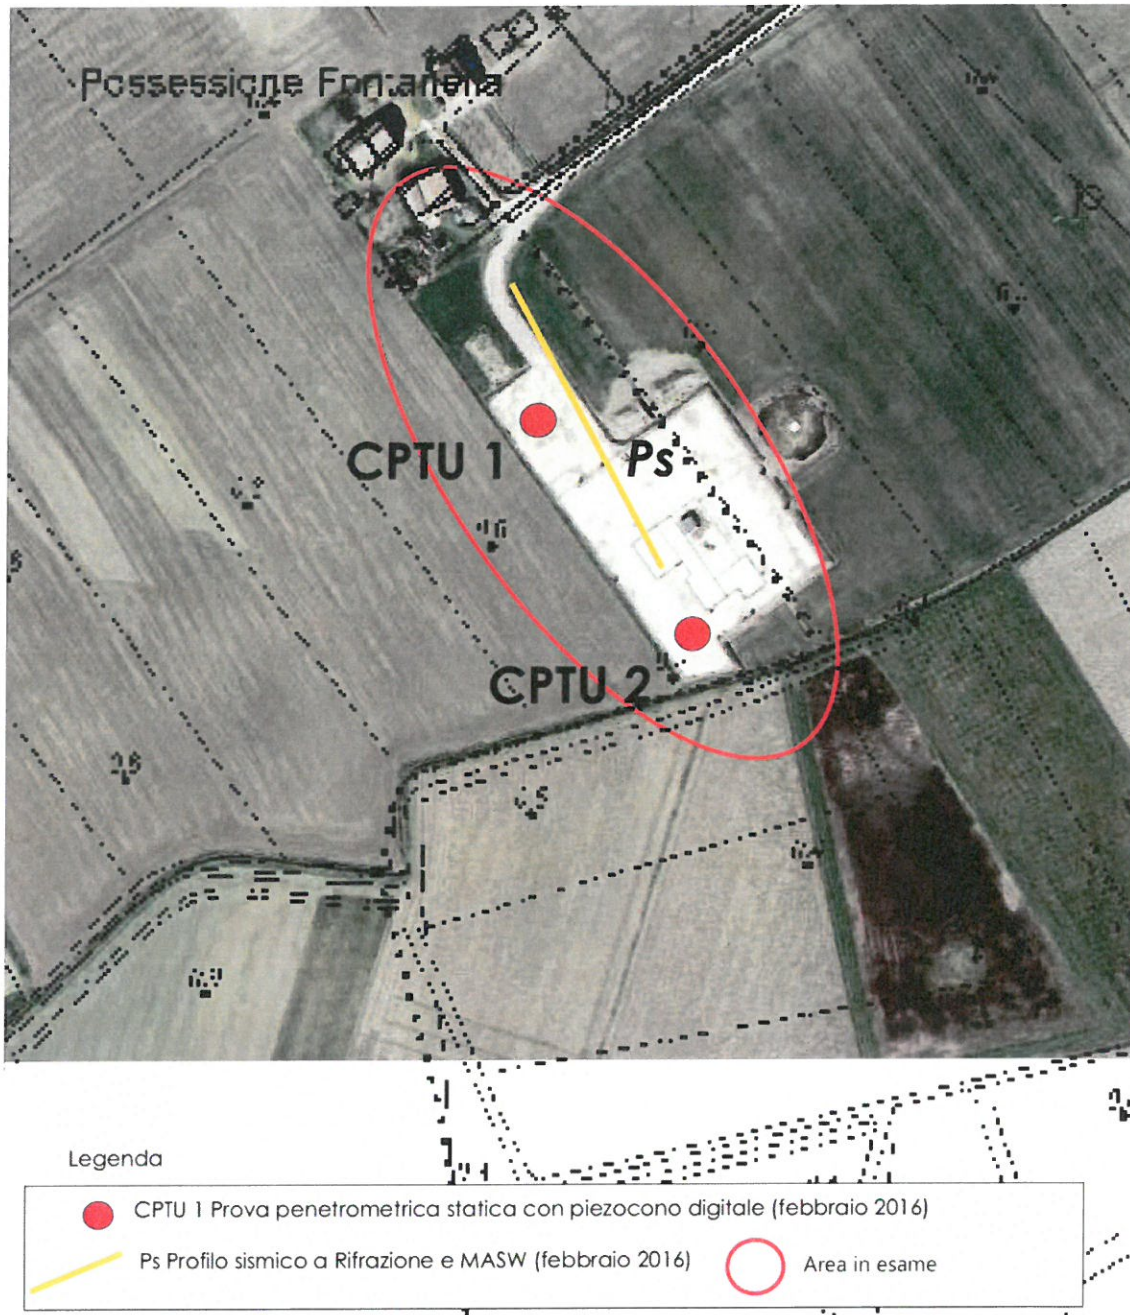 Possessione Fontanella
CPTU 1
Ps
CPTU 2
Legenda
CPTU 1 Prova penetrometrica statica con piezocono digitale (febbraio 2016)
Ps Profilo sismico a Rifrazione e MASW (febbraio 2016)
Area in esame